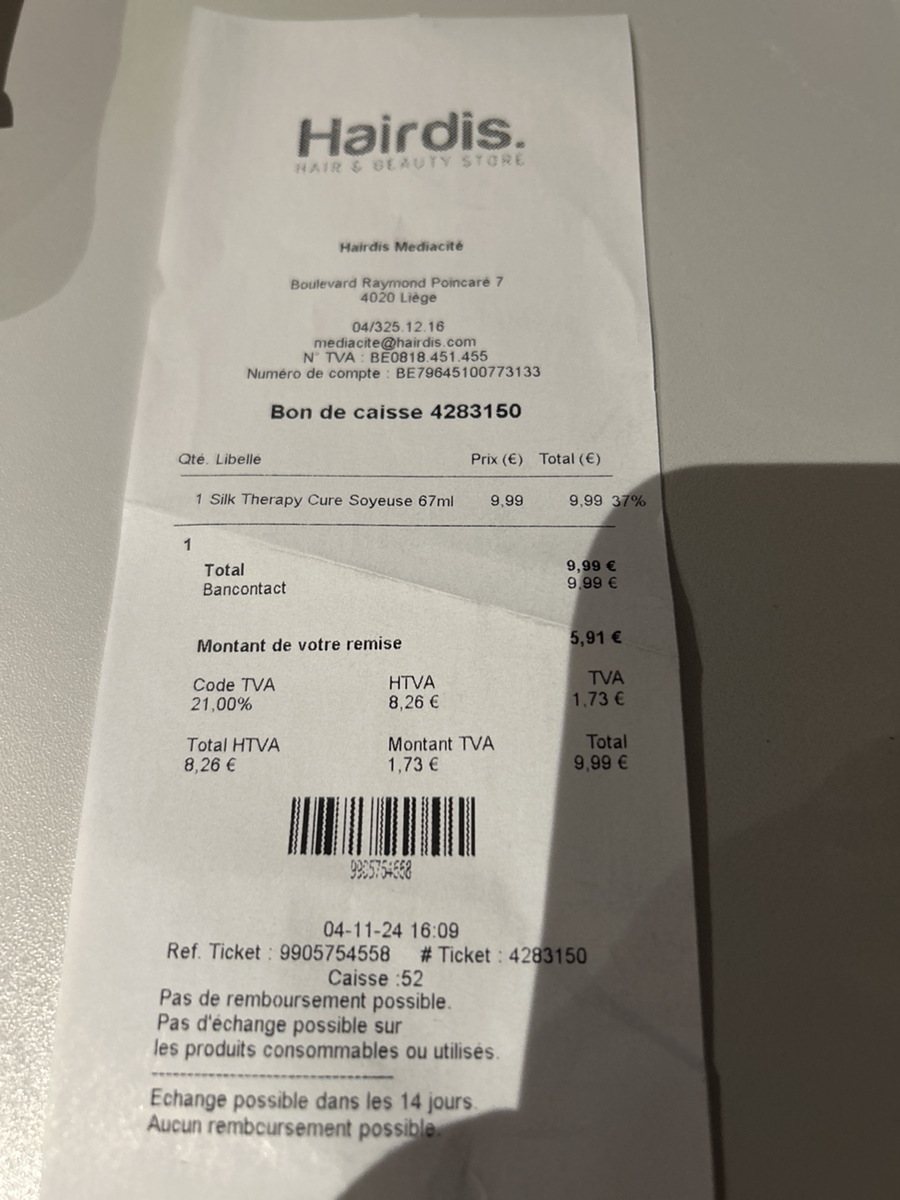 Hairdis.
HAIR & BEAUTY STORE
Hairdis Mediacité
Boulevard Raymond Poincaré 7
4020 Liège
04/325.12.16
mediacite@hairdis.com
N° TVA : BE0818.451.455
Numéro de compte : BE79645100773133
Bon de caisse 4283150
Qté. Libellé Prix (€) Total (€)
1 Silk Therapy Cure Soyeuse 67ml 9,99 9,99 37%
1
Total 9,99 €
Bancontact 9,99 €
Montant de votre remise 5,91 €
Code TVA HTVA TVA
21,00% 8,26 € 1,73 €
Total HTVA Montant TVA Total
8,26 € 1,73 € 9,99 €
9905754558
04-11-24 16:09
Ref. Ticket : 9905754558 # Ticket : 4283150
Caisse :52
Pas de remboursement possible.
Pas d'échange possible sur
les produits consommables ou utilisés.
Echange possible dans les 14 jours.
Aucun remboursement possible.